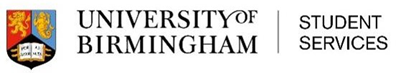 UNIVERSITY OF
BIRMINGHAM
STUDENT
SERVICES